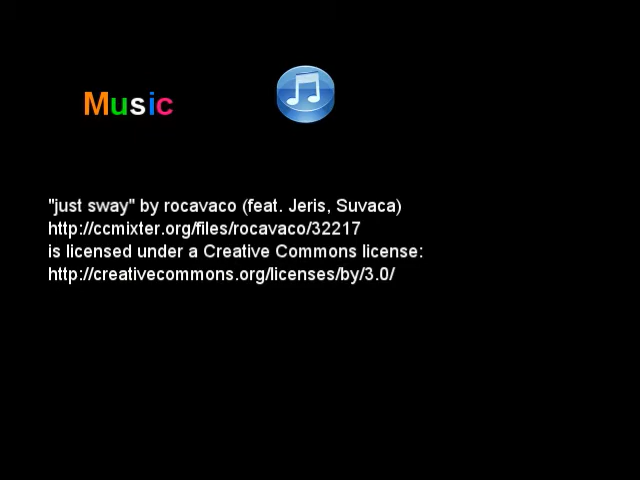 Music
"just sway" by rocavaco (feat. Jeris, Suvaca)
http://ccmixter.org/files/rocavaco/32217
is licensed under a Creative Commons license:
http://creativecommons.org/licenses/by/3.0/